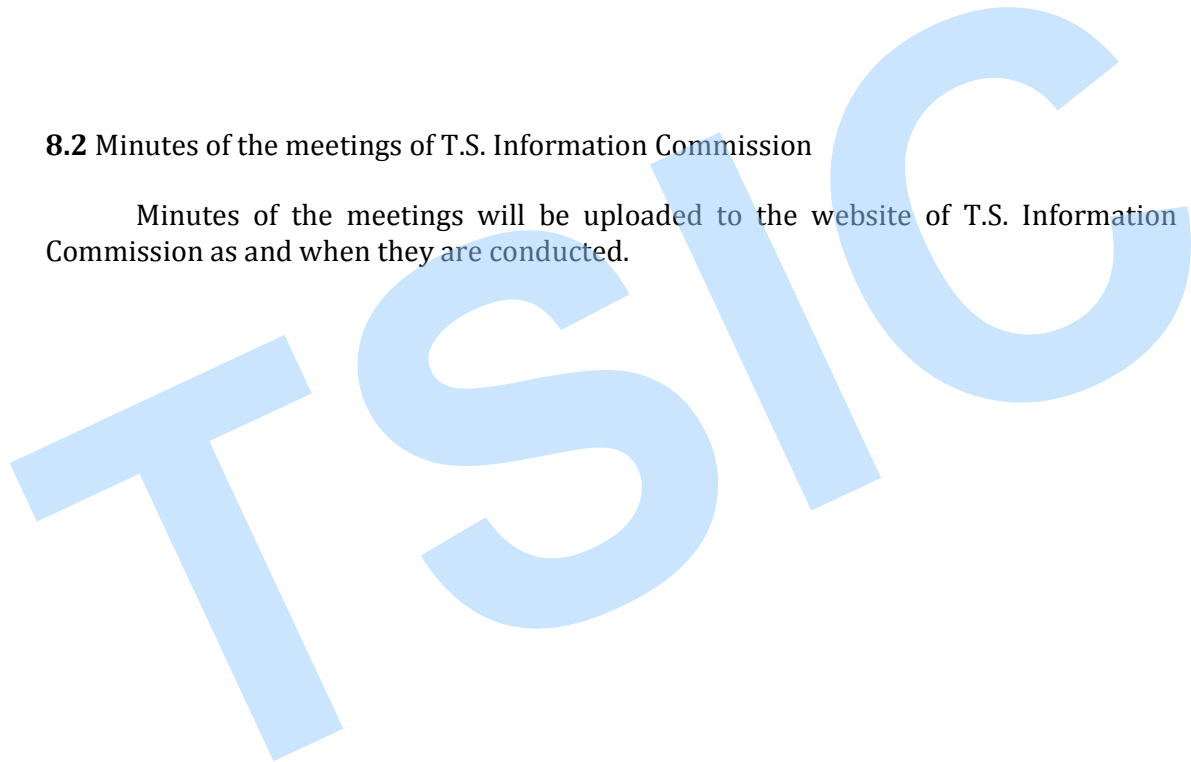 8.2 Minutes of the meetings of T.S. Information Commission
Minutes of the meetings will be uploaded to the website of T.S. Information
Commission as and when they are conducted.
TSIC